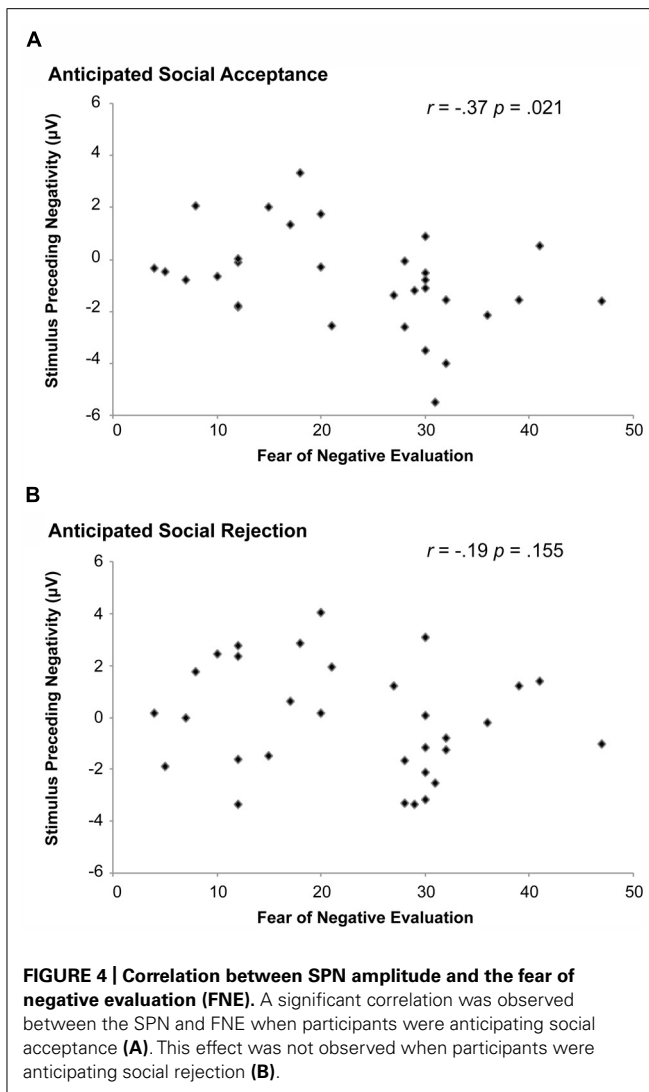 A
Anticipated Social Acceptance
r = -.37 p = .021
6
4
2
0
-2
-4
-6
Stimulus Preceding Negativity (µV)
0 10 20 30 40 50
Fear of Negative Evaluation
B
Anticipated Social Rejection
r = -.19 p = .155
6
4
2
0
-2
-4
-6
Stimulus Preceding Negativity (µV)
0 10 20 30 40 50
Fear of Negative Evaluation
FIGURE 4 | Correlation between SPN amplitude and the fear of
negative evaluation (FNE). A significant correlation was observed
between the SPN and FNE when participants were anticipating social
acceptance (A). This effect was not observed when participants were
anticipating social rejection (B).